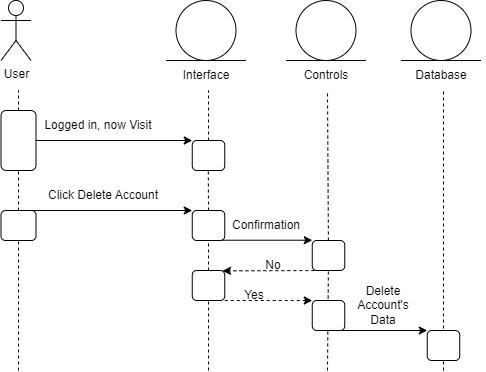 User
Interface
Controls
Database
Logged in, now Visit
Click Delete Account
Confirmation
No
Yes
Delete
Account's
Data